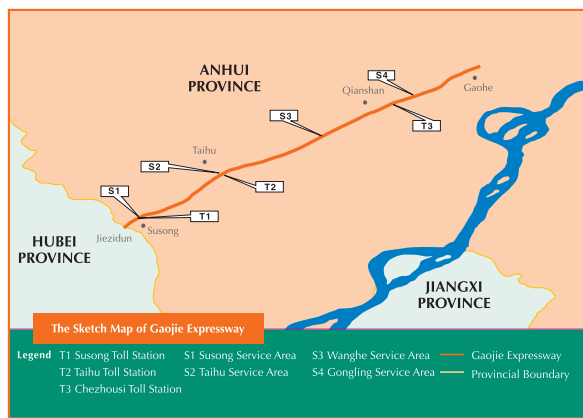 ANHUI
PROVINCE
S4
Qianshan
Gaohe
S3
T3
Taihu
S2
T2
S1
T1
Susong
Jiezidun
HUBEI
PROVINCE
JIANGXI
PROVINCE
The Sketch Map of Gaojie Expressway
Legend
T1 Susong Toll Station
T2 Taihu Toll Station
T3 Chezhousi Toll Station
S1 Susong Service Area
S2 Taihu Service Area
S3 Wanghe Service Area
S4 Gongling Service Area
Gaojie Expressway
Provincial Boundary